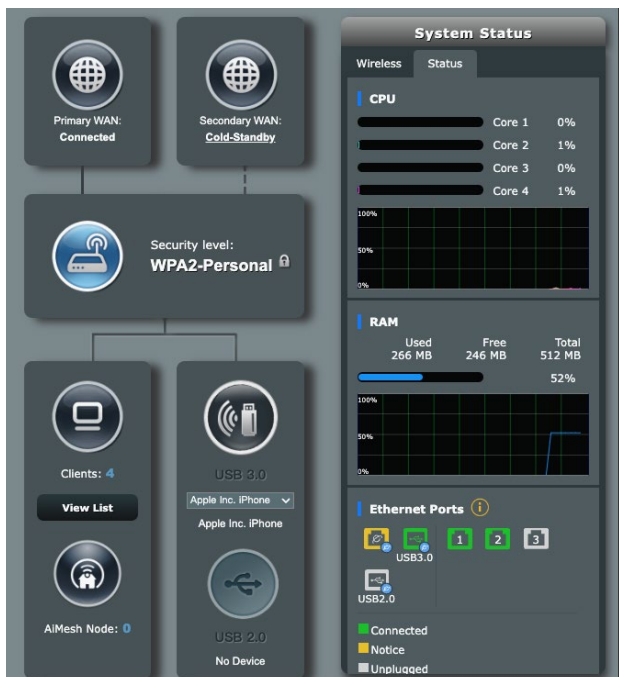 Primary WAN:
Connected
Secondary WAN:
Cold-Standby
Security level:
WPA2-Personal
Clients: 4
View List
AiMesh Node: 0
USB 3.0
Apple Inc. iPhone
Apple Inc. iPhone
USB 2.0
No Device
System Status
Wireless Status
CPU
Core 1 0%
Core 2 1%
Core 3 0%
Core 4 1%
100%
50%
0%
RAM
Used Free Total
266 MB 246 MB 512 MB
52%
100%
50%
0%
Ethernet Ports
1 2 3
USB3.0
USB2.0
Connected
Notice
Unplugged